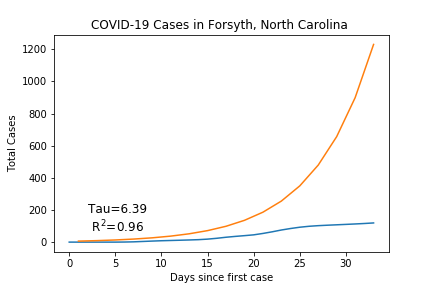 COVID-19 Cases in Forsyth, North Carolina
Total Cases
1200
1000
800
600
400
200
0
Tau=6.39
R²=0.96
0 5 10 15 20 25 30
Days since first case